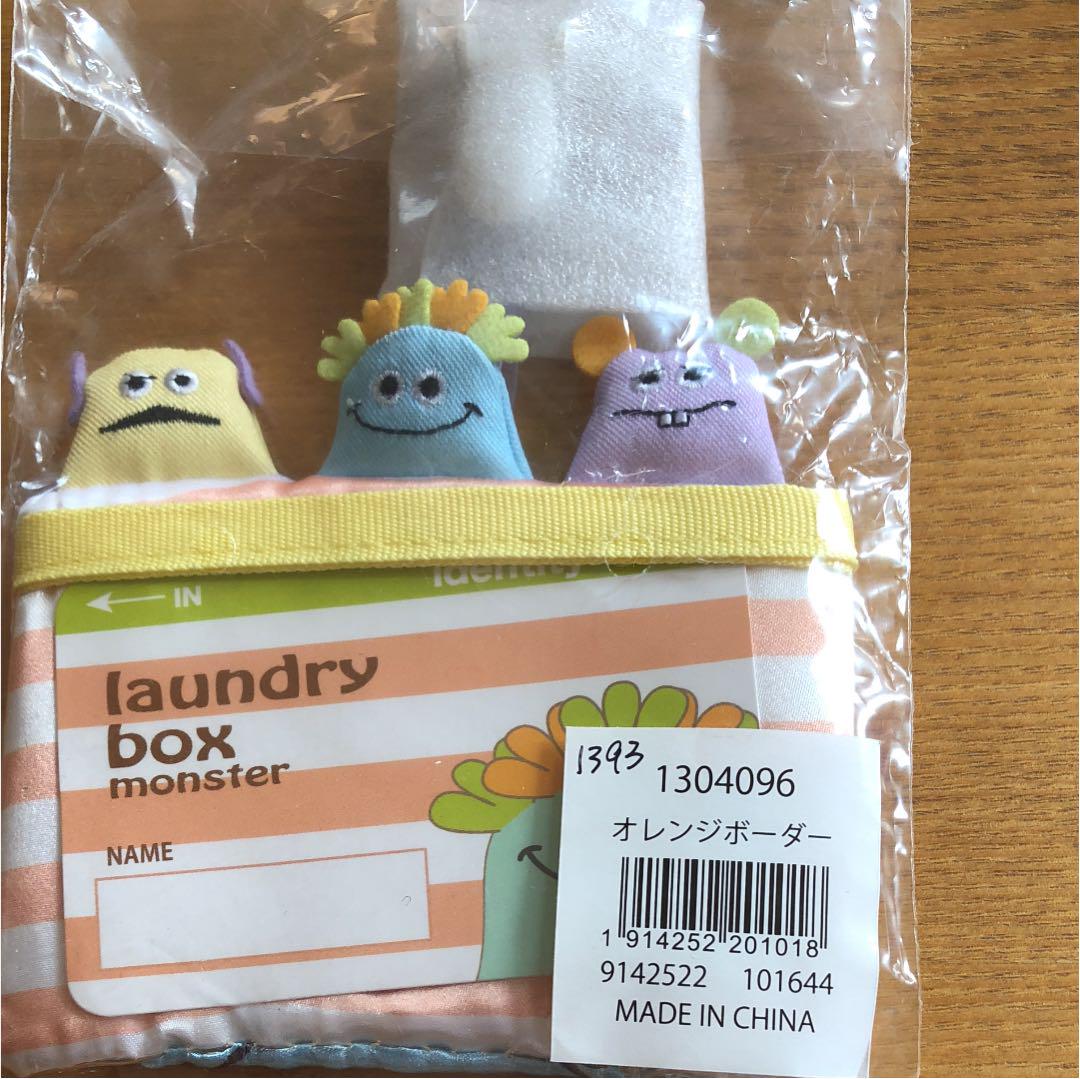 identity
← IN
laundry
box
monster
NAME
1393
1304096
オレンジボーダー
1 914252 201018
9142522 101644
MADE IN CHINA